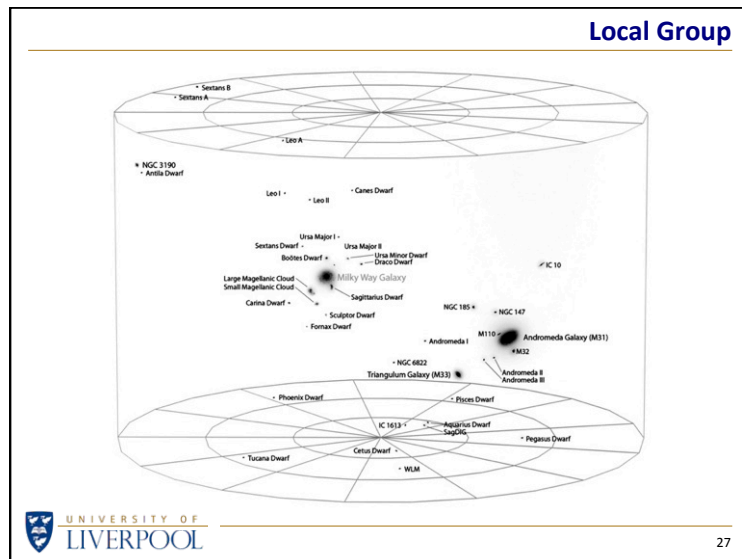 Local Group
Sextans B
Sextans A
Leo A
NGC 3190
Antila Dwarf
Leo I
Leo II
Canes Dwarf
Ursa Major I
Ursa Major II
Sextans Dwarf
Boötes Dwarf
Ursa Minor Dwarf
Draco Dwarf
IC 10
Milky Way Galaxy
Large Magellanic Cloud
Small Magellanic Cloud
Sagittarius Dwarf
Carina Dwarf
Sculptor Dwarf
Fornax Dwarf
NGC 185
NGC 147
M110
Andromeda Galaxy (M31)
Andromeda I
M32
NGC 6822
Andromeda II
Andromeda III
Triangulum Galaxy (M33)
Phoenix Dwarf
Pisces Dwarf
IC 1613
Aquarius Dwarf
SagDIG
Pegasus Dwarf
Cetus Dwarf
Tucana Dwarf
WLM
UNIVERSITY OF
LIVERPOOL
27